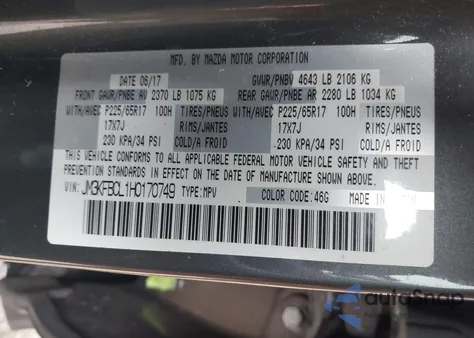 MFD. BY MAZDA MOTOR CORPORATION
DATE 06/17 GVWR/PNBV 4643 LB 2106 KG
FRONT GAWR/PNBE AV 2370 LB 1075 KG REAR GAWR/PNBE AR 2280 LB 1034 KG
WITH/AVEC P225/65R17 100H TIRES/PNEUS WITH/AVEC P225/65R17 100H TIRES/PNEUS
17X7J RIMS/JANTES 17X7J RIMS/JANTES
230 KPA/34 PSI COLD/A FROID 230 KPA/34 PSI COLD/A FROID
THIS VEHICLE CONFORMS TO ALL APPLICABLE FEDERAL MOTOR VEHICLE SAFETY
STANDARDS IN EFFECT ON THE DATE OF MANUFACTURE SHOWN ABOVE.
VIN: JM3KFBCL1H0170749 TYPE: MPV COLOR CODE: 46G MADE IN
autoSnap